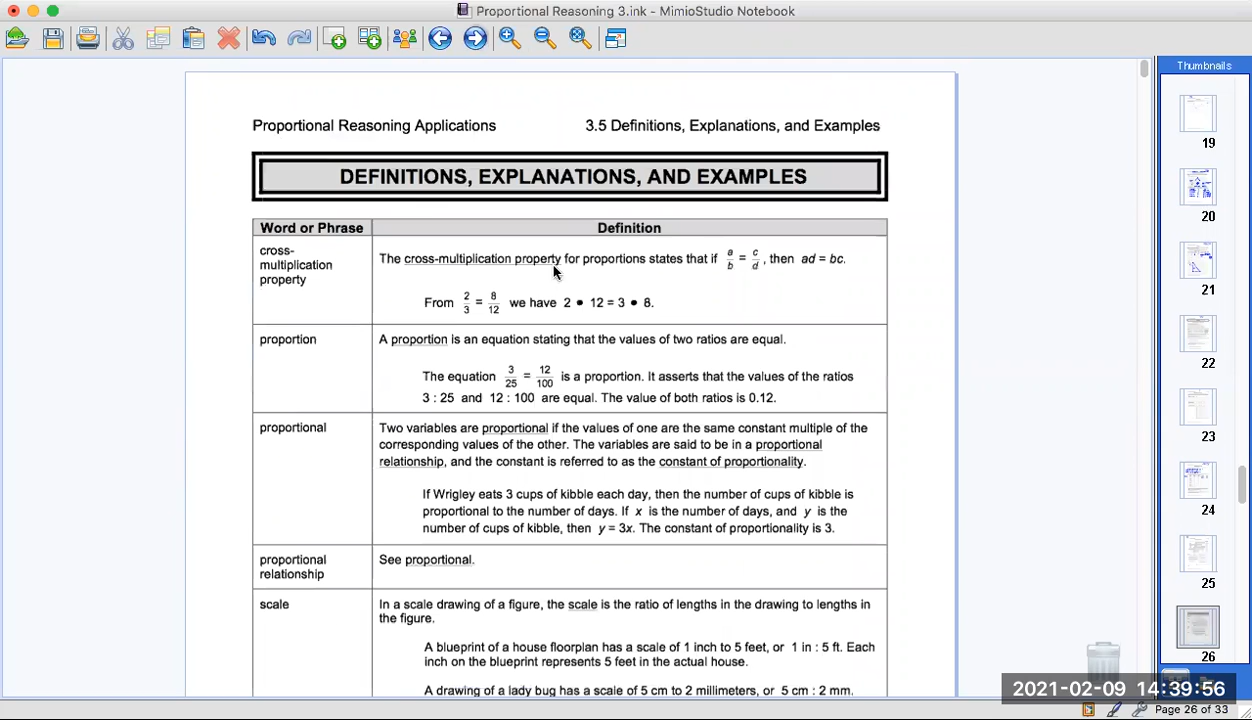 Proportional Reasoning 3.ink - MimioStudio Notebook
Thumbnails
Proportional Reasoning Applications 3.5 Definitions, Explanations, and Examples
DEFINITIONS, EXPLANATIONS, AND EXAMPLES
Word or Phrase Definition
cross-
multiplication
property
The cross-multiplication property for proportions states that if a/b = c/d, then ad = bc.
From 2/3 = 8/12 we have 2 • 12 = 3 • 8.
proportion
A proportion is an equation stating that the values of two ratios are equal.
The equation 3/25 = 12/100 is a proportion. It asserts that the values of the ratios
3 : 25 and 12 : 100 are equal. The value of both ratios is 0.12.
proportional
Two variables are proportional if the values of one are the same constant multiple of the
corresponding values of the other. The variables are said to be in a proportional
relationship, and the constant is referred to as the constant of proportionality.
If Wrigley eats 3 cups of kibble each day, then the number of cups of kibble is
proportional to the number of days. If x is the number of days, and y is the
number of cups of kibble, then y = 3x. The constant of proportionality is 3.
proportional
relationship
See proportional.
scale
In a scale drawing of a figure, the scale is the ratio of lengths in the drawing to lengths in
the figure.
A blueprint of a house floorplan has a scale of 1 inch to 5 feet, or 1 in : 5 ft. Each
inch on the blueprint represents 5 feet in the actual house.
A drawing of a lady bug has a scale of 5 cm to 2 millimeters, or 5 cm : 2 mm.
19
20
21
22
23
24
25
26
2021-02-09 14:39:56
Page 26 of 33